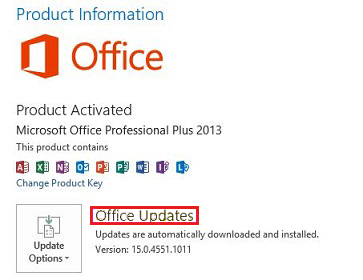 Product Information
Office
Product Activated
Microsoft Office Professional Plus 2013
This product contains
A X N O P P W I L
Change Product Key
Update
Options
Office Updates
Updates are automatically downloaded and installed.
Version: 15.0.4551.1011